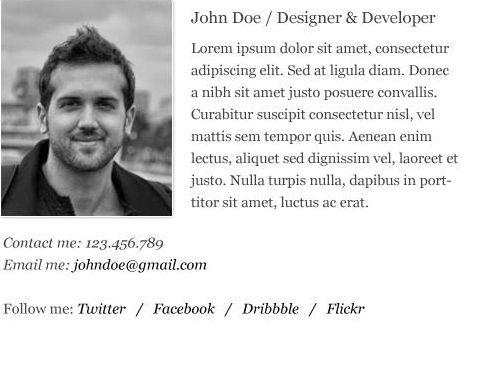 John Doe / Designer & Developer
Lorem ipsum dolor sit amet, consectetur
adipiscing elit. Sed at ligula diam. Donec
a nibh sit amet justo posuere convallis.
Curabitur suscipit consectetur nisl, vel
mattis sem tempor quis. Aenean enim
lectus, aliquet sed dignissim vel, laoreet et
justo. Nulla turpis nulla, dapibus in port-
titor sit amet, luctus ac erat.
Contact me: 123.456.789
Email me: johndoe@gmail.com
Follow me: Twitter / Facebook / Dribbble / Flickr